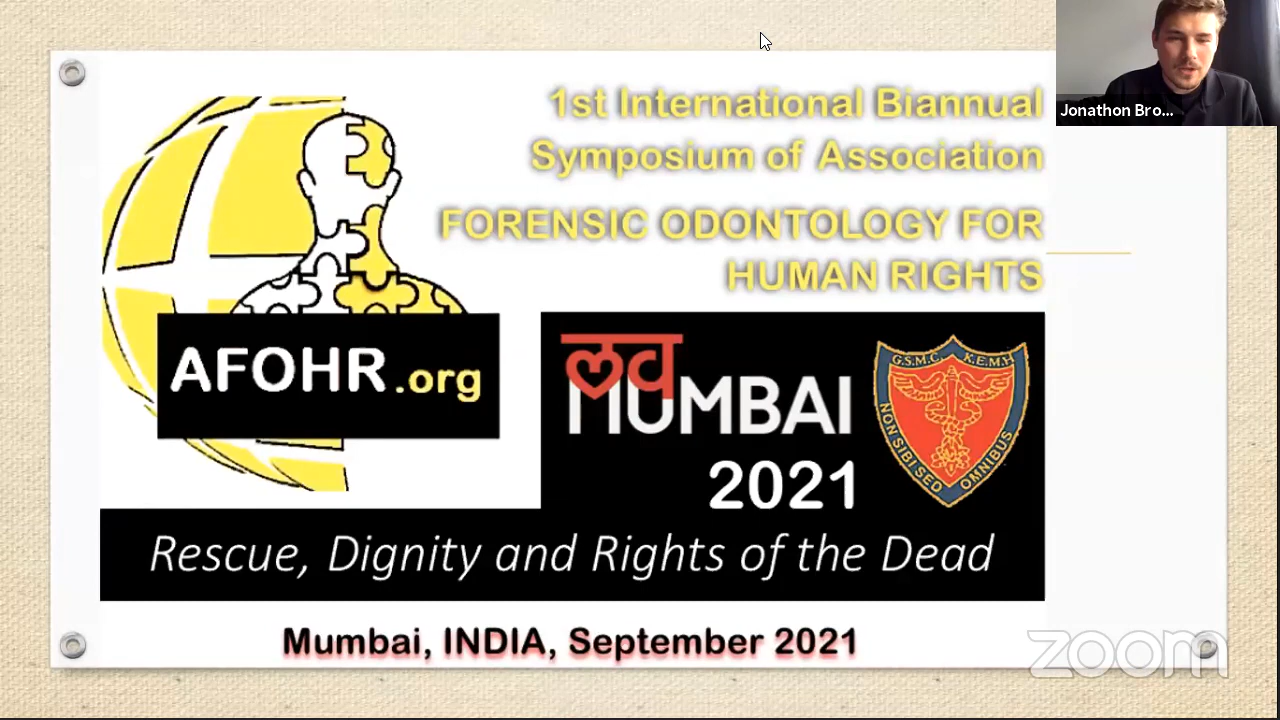 1st International Biannual
Symposium of Association
FORENSIC ODONTOLOGY FOR
HUMAN RIGHTS
Jonathon Bro...
AFOHR.org
लव
MUMBAI
2021
G.S.M.C. K.E.M.H.
NON SIBI SED OMNIBUS
Rescue, Dignity and Rights of the Dead
Mumbai, INDIA, September 2021
zoom